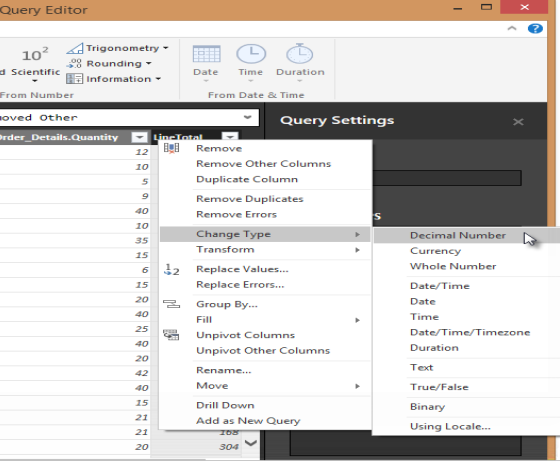 Query Editor
Trigonometry
Rounding
Information
10²
Scientific
Date
Time
Duration
From Number
From Date & Time
oved Other
Query Settings
Order_Details.Quantity
LineTotal
12
10
5
9
40
10
35
15
6
15
20
40
25
40
20
42
40
15
21
21
20
168
304
Remove
Remove Other Columns
Duplicate Column
Remove Duplicates
Remove Errors
Change Type
Transform
Replace Values...
Replace Errors...
Group By...
Fill
Unpivot Columns
Unpivot Other Columns
Rename...
Move
Drill Down
Add as New Query
Decimal Number
Currency
Whole Number
Date/Time
Date
Time
Date/Time/Timezone
Duration
Text
True/False
Binary
Using Locale...